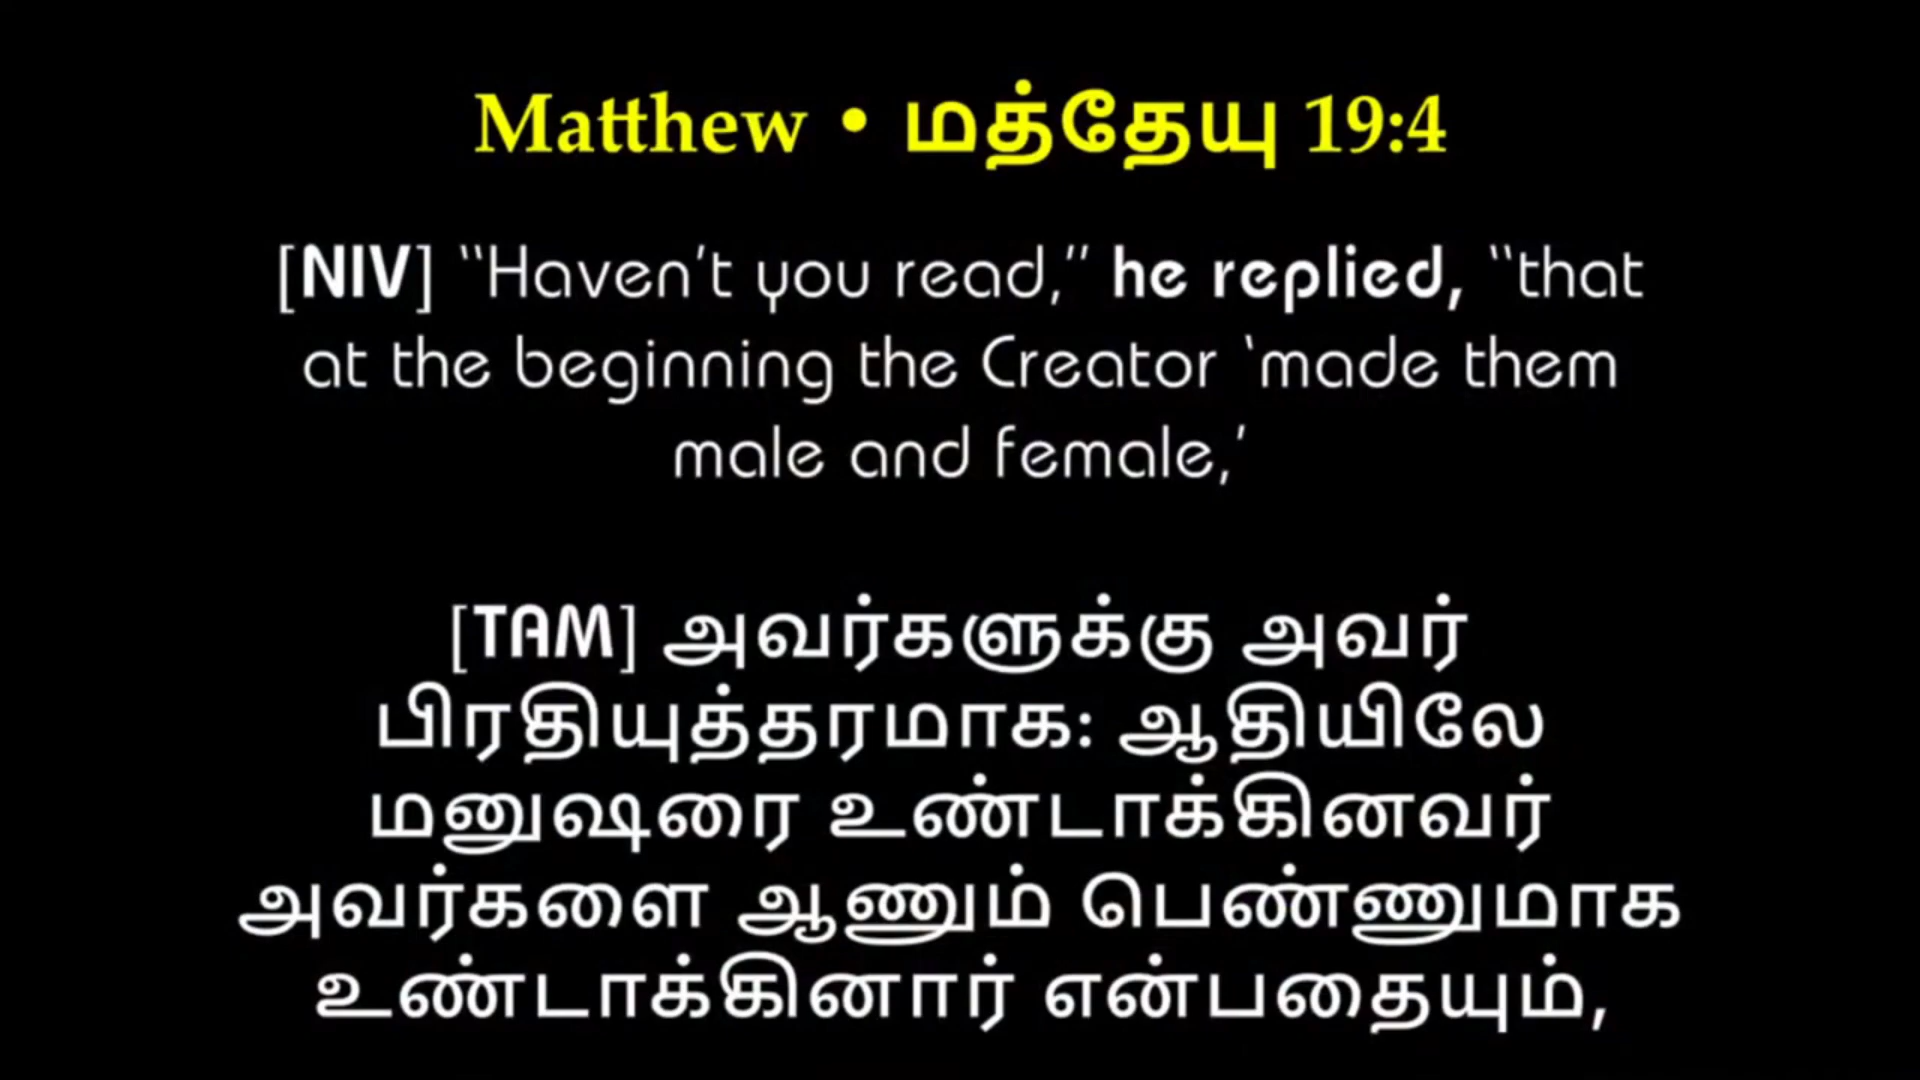 Matthew • மத்தேயு 19:4
[NIV] “Haven’t you read,” he replied, “that
at the beginning the Creator ‘made them
male and female,’
[TAM] அவர்களுக்கு அவர்
பிரதியுத்தரமாக: ஆதியிலே
மனுஷரை உண்டாக்கினவர்
அவர்களை ஆணும் பெண்ணுமாக
உண்டாக்கினார் என்பதையும்,